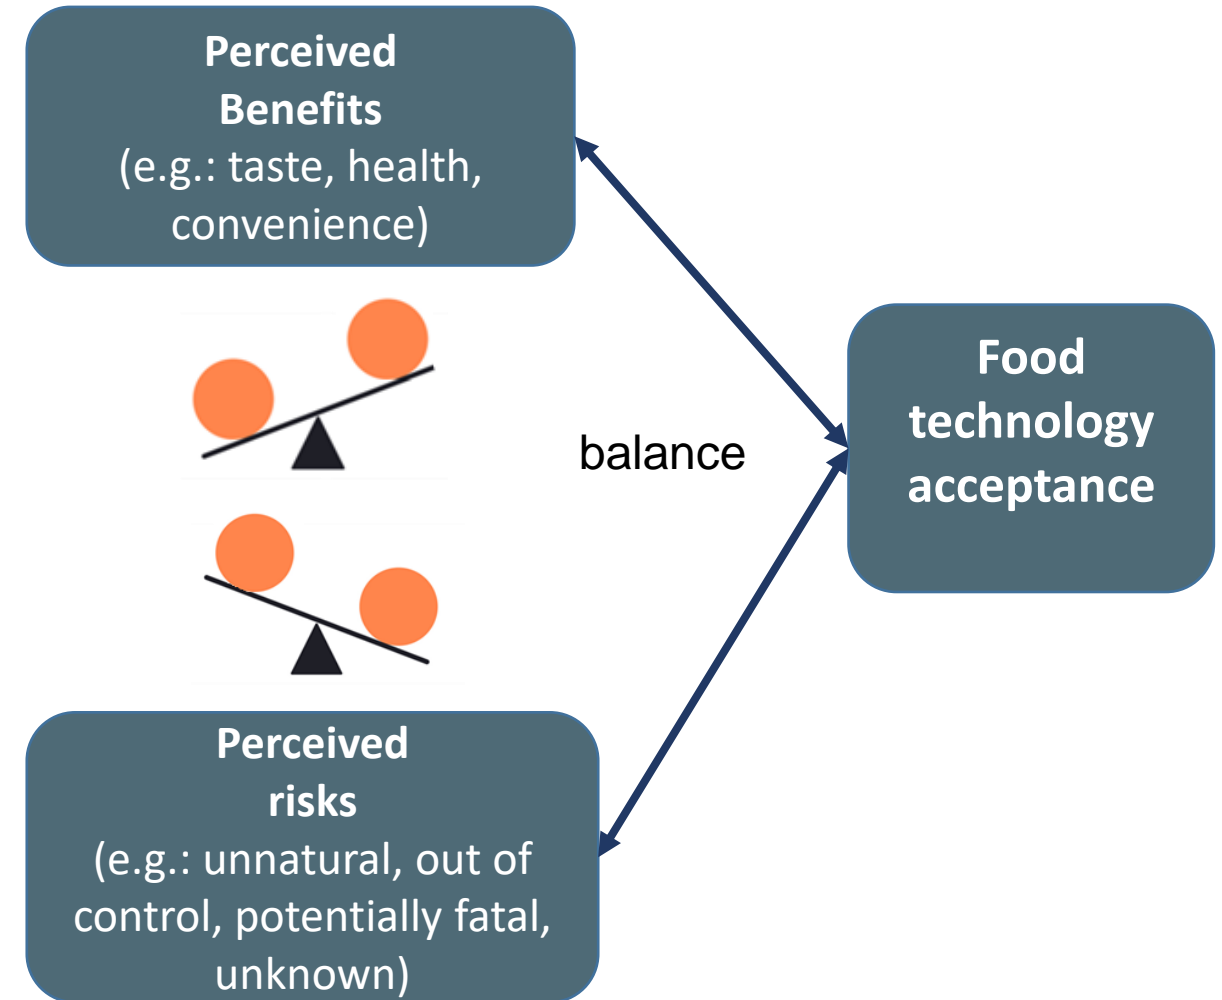 Perceived
Benefits
(e.g.: taste, health,
convenience)
balance
Food
technology
acceptance
Perceived
risks
(e.g.: unnatural, out of
control, potentially fatal,
unknown)